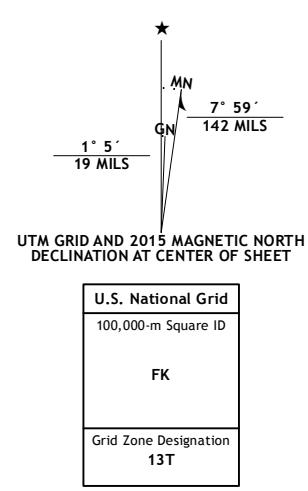 ★
MN
7° 59´
142 MILS
GN
1° 5´
19 MILS
UTM GRID AND 2015 MAGNETIC NORTH
DECLINATION AT CENTER OF SHEET
U.S. National Grid
100,000-m Square ID
FK
Grid Zone Designation
13T